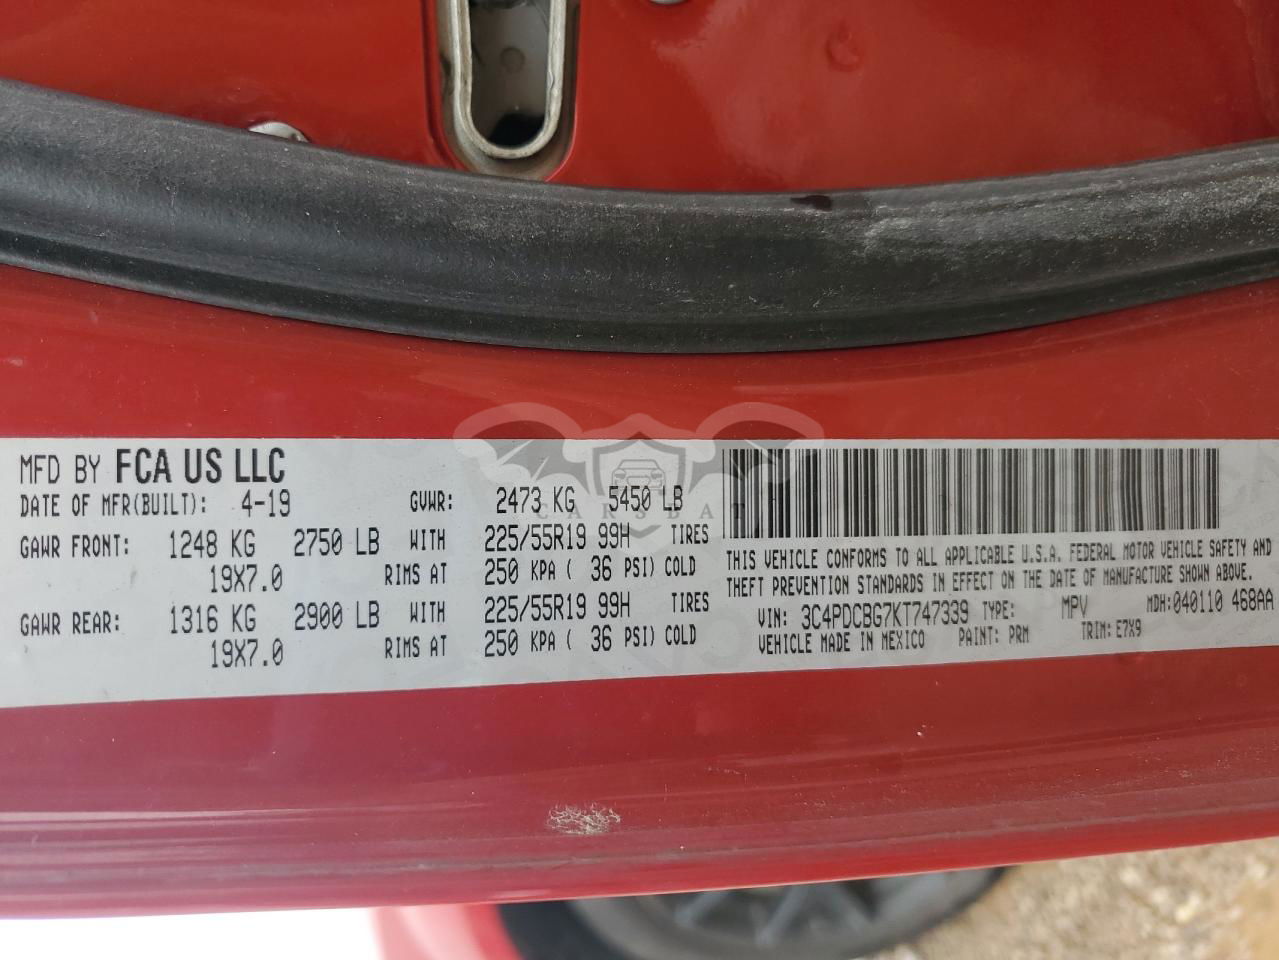 MFD BY FCA US LLC
DATE OF MFR(BUILT): 4-19 GVWR: 2473 KG 5450 LB
GAWR FRONT: 1248 KG 2750 LB WITH 225/55R19 99H TIRES
19X7.0 RIMS AT 250 KPA ( 36 PSI) COLD
GAWR REAR: 1316 KG 2900 LB WITH 225/55R19 99H TIRES
19X7.0 RIMS AT 250 KPA ( 36 PSI) COLD
CARSBAT
THIS VEHICLE CONFORMS TO ALL APPLICABLE U.S.A. FEDERAL MOTOR VEHICLE SAFETY AND
THEFT PREVENTION STANDARDS IN EFFECT ON THE DATE OF MANUFACTURE SHOWN ABOVE.
VIN: 3C4PDCBG7KT747339 TYPE: MPV MDH: 040110 468AA
VEHICLE MADE IN MEXICO PAINT: PRM TRIM: E7X9